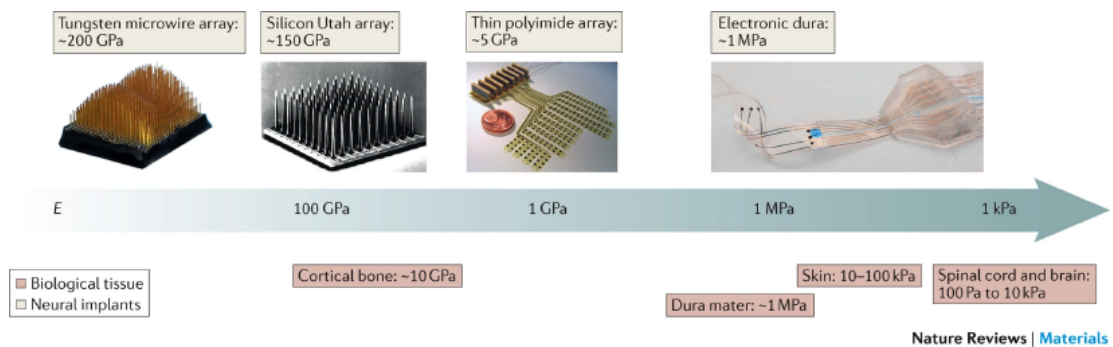 Tungsten microwire array:
~200 GPa
Silicon Utah array:
~150 GPa
Thin polyimide array:
~5 GPa
Electronic dura:
~1 MPa
E
100 GPa
1 GPa
1 MPa
1 kPa
Biological tissue
Neural implants
Cortical bone: ~10 GPa
Dura mater: ~1 MPa
Skin: 10–100 kPa
Spinal cord and brain:
100 Pa to 10 kPa
Nature Reviews | Materials